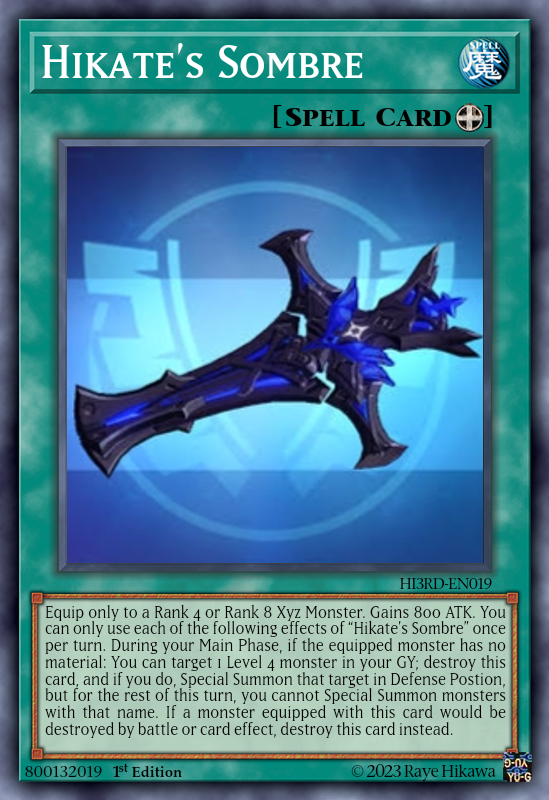 Hikate's Sombre
SPELL
魔
[Spell Card]
HI3RD-EN019
Equip only to a Rank 4 or Rank 8 Xyz Monster. Gains 800 ATK. You
can only use each of the following effects of "Hikate's Sombre" once
per turn. During your Main Phase, if the equipped monster has no
material: You can target 1 Level 4 monster in your GY; destroy this
card, and if you do, Special Summon that target in Defense Postion,
but for the rest of this turn, you cannot Special Summon monsters
with that name. If a monster equipped with this card would be
destroyed by battle or card effect, destroy this card instead.
800132019 1st Edition © 2023 Raye Hikawa
YU-G
YU-G